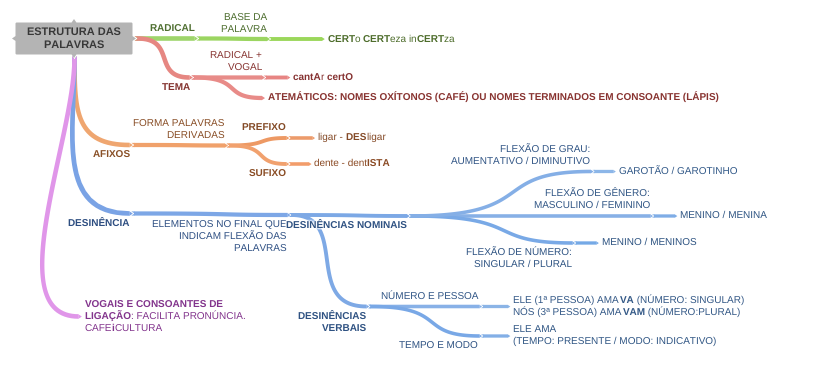 ESTRUTURA DAS
PALAVRAS
RADICAL
BASE DA
PALAVRA
CERTo CERTeza inCERTza
TEMA
RADICAL +
VOGAL
cantAr certO
ATEMÁTICOS: NOMES OXÍTONOS (CAFÉ) OU NOMES TERMINADOS EM CONSOANTE (LÁPIS)
AFIXOS
FORMA PALAVRAS
DERIVADAS
PREFIXO
ligar - DESligar
SUFIXO
dente - dentISTA
DESINÊNCIA
ELEMENTOS NO FINAL QUE
INDICAM FLEXÃO DAS
PALAVRAS
DESINÊNCIAS NOMINAIS
FLEXÃO DE GRAU:
AUMENTATIVO / DIMINUTIVO
GAROTÃO / GAROTINHO
FLEXÃO DE GÊNERO:
MASCULINO / FEMININO
MENINO / MENINA
FLEXÃO DE NÚMERO:
SINGULAR / PLURAL
MENINO / MENINOS
DESINÊNCIAS
VERBAIS
NÚMERO E PESSOA
ELE (1ª PESSOA) AMAVA (NÚMERO: SINGULAR)
NÓS (3ª PESSOA) AMAVAM (NÚMERO:PLURAL)
TEMPO E MODO
ELE AMA
(TEMPO: PRESENTE / MODO: INDICATIVO)
VOGAIS E CONSOANTES DE
LIGAÇÃO: FACILITA PRONÚNCIA.
CAFEiCULTURA